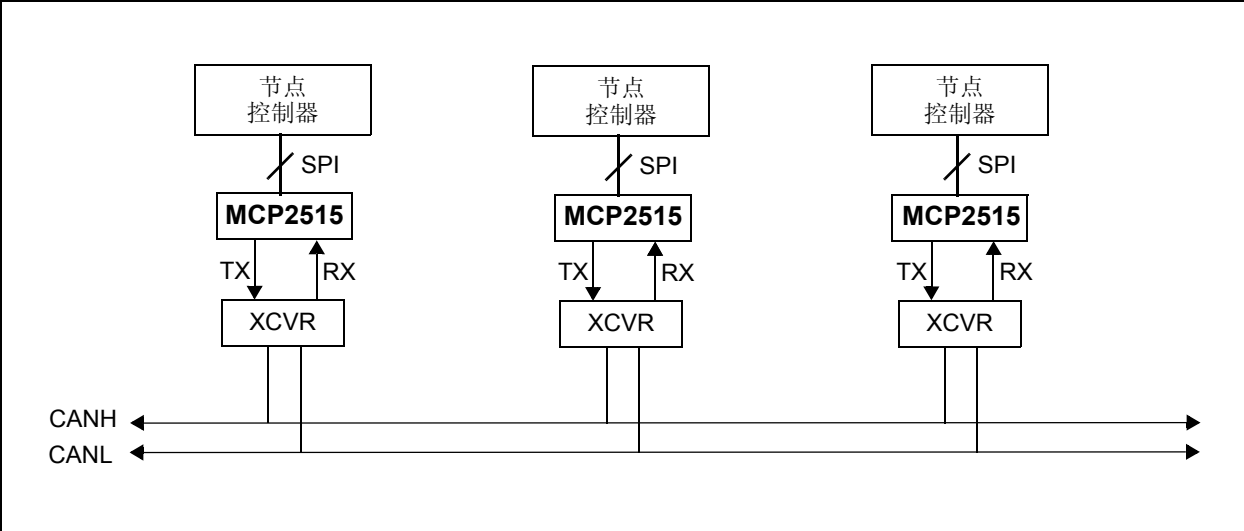 节点 节点 节点
控制器 控制器 控制器
SPI SPI SPI
MCP2515 MCP2515 MCP2515
TX RX TX RX TX RX
XCVR XCVR XCVR
CANH
CANL